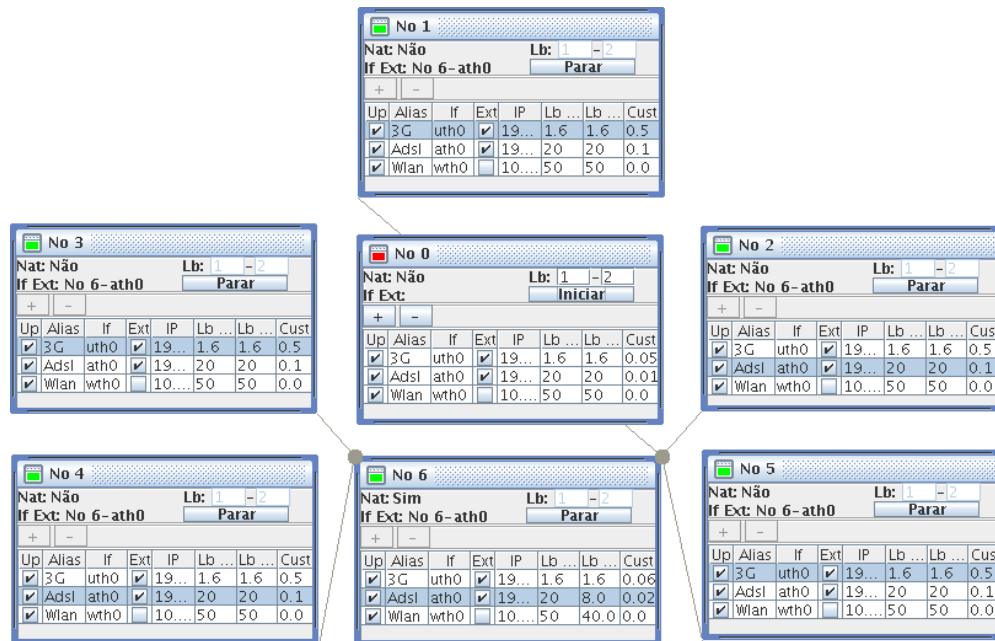 No 1
Nat: Não Lb: 1 - 2
If Ext: No 6-ath0 Parar
+ -
Up Alias If Ext IP Lb ... Lb ... Cust
3G uth0 19... 1.6 1.6 0.5
Adsl ath0 19... 20 20 0.1
Wlan wth0 10.... 50 50 0.0
No 3
Nat: Não Lb: 1 - 2
If Ext: No 6-ath0 Parar
+ -
Up Alias If Ext IP Lb ... Lb ... Cust
3G uth0 19... 1.6 1.6 0.5
Adsl ath0 19... 20 20 0.1
Wlan wth0 10.... 50 50 0.0
No 0
Lb: 1 - 2
If Ext: Iniciar
+ -
Up Alias If Ext IP Lb ... Lb ... Cust
3G uth0 19... 1.6 1.6 0.05
Adsl ath0 19... 20 20 0.01
Wlan wth0 10.... 50 50 0.0
No 2
Nat: Não Lb: 1 - 2
If Ext: No 6-ath0 Parar
+ -
Up Alias If Ext IP Lb ... Lb ... Cust
3G uth0 19... 1.6 1.6 0.5
Adsl ath0 19... 20 20 0.1
Wlan wth0 10.... 50 50 0.0
No 4
Nat: Não Lb: 1 - 2
If Ext: No 6-ath0 Parar
+ -
Up Alias If Ext IP Lb ... Lb ... Cust
3G uth0 19... 1.6 1.6 0.5
Adsl ath0 19... 20 20 0.1
Wlan wth0 10.... 50 50 0.0
No 6
Nat: Sim Lb: 1 - 2
If Ext: No 6-ath0 Parar
+ -
Up Alias If Ext IP Lb ... Lb ... Cust
3G uth0 19... 1.6 1.6 0.06
Adsl ath0 19... 20 8.0 0.02
Wlan wth0 10.... 50 40.0 0.0
No 5
Nat: Não Lb: 1 - 2
If Ext: No 6-ath0 Parar
+ -
Up Alias If Ext IP Lb ... Lb ... Cust
3G uth0 19... 1.6 1.6 0.5
Adsl ath0 19... 20 20 0.1
Wlan wth0 10.... 50 50 0.0